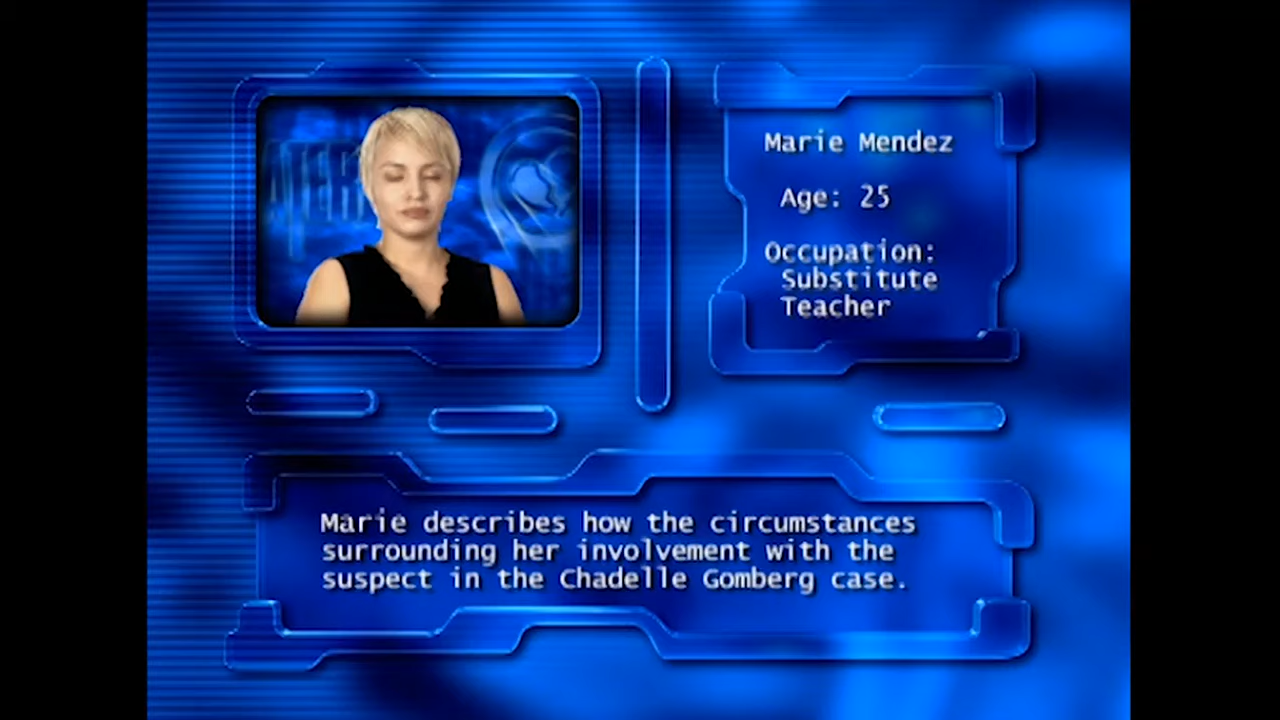 Marie Mendez
Age: 25
Occupation:
Substitute
Teacher
Marie describes how the circumstances
surrounding her involvement with the
suspect in the Chadelle Gomberg case.